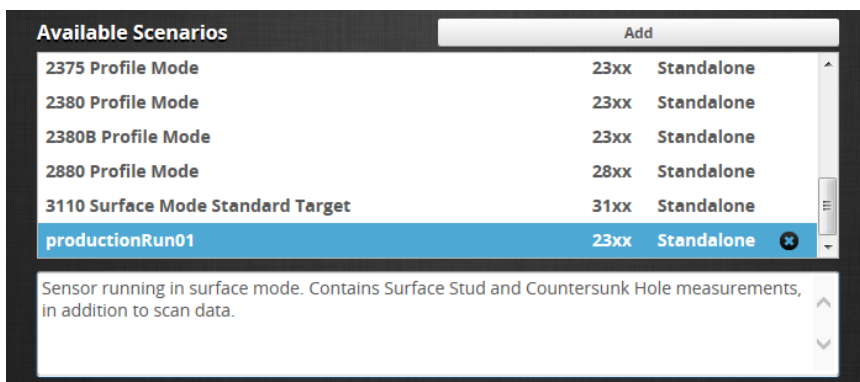 Available Scenarios Add
2375 Profile Mode 23xx Standalone
2380 Profile Mode 23xx Standalone
2380B Profile Mode 23xx Standalone
2880 Profile Mode 28xx Standalone
3110 Surface Mode Standard Target 31xx Standalone
productionRun01 23xx Standalone
Sensor running in surface mode. Contains Surface Stud and Countersunk Hole measurements,
in addition to scan data.